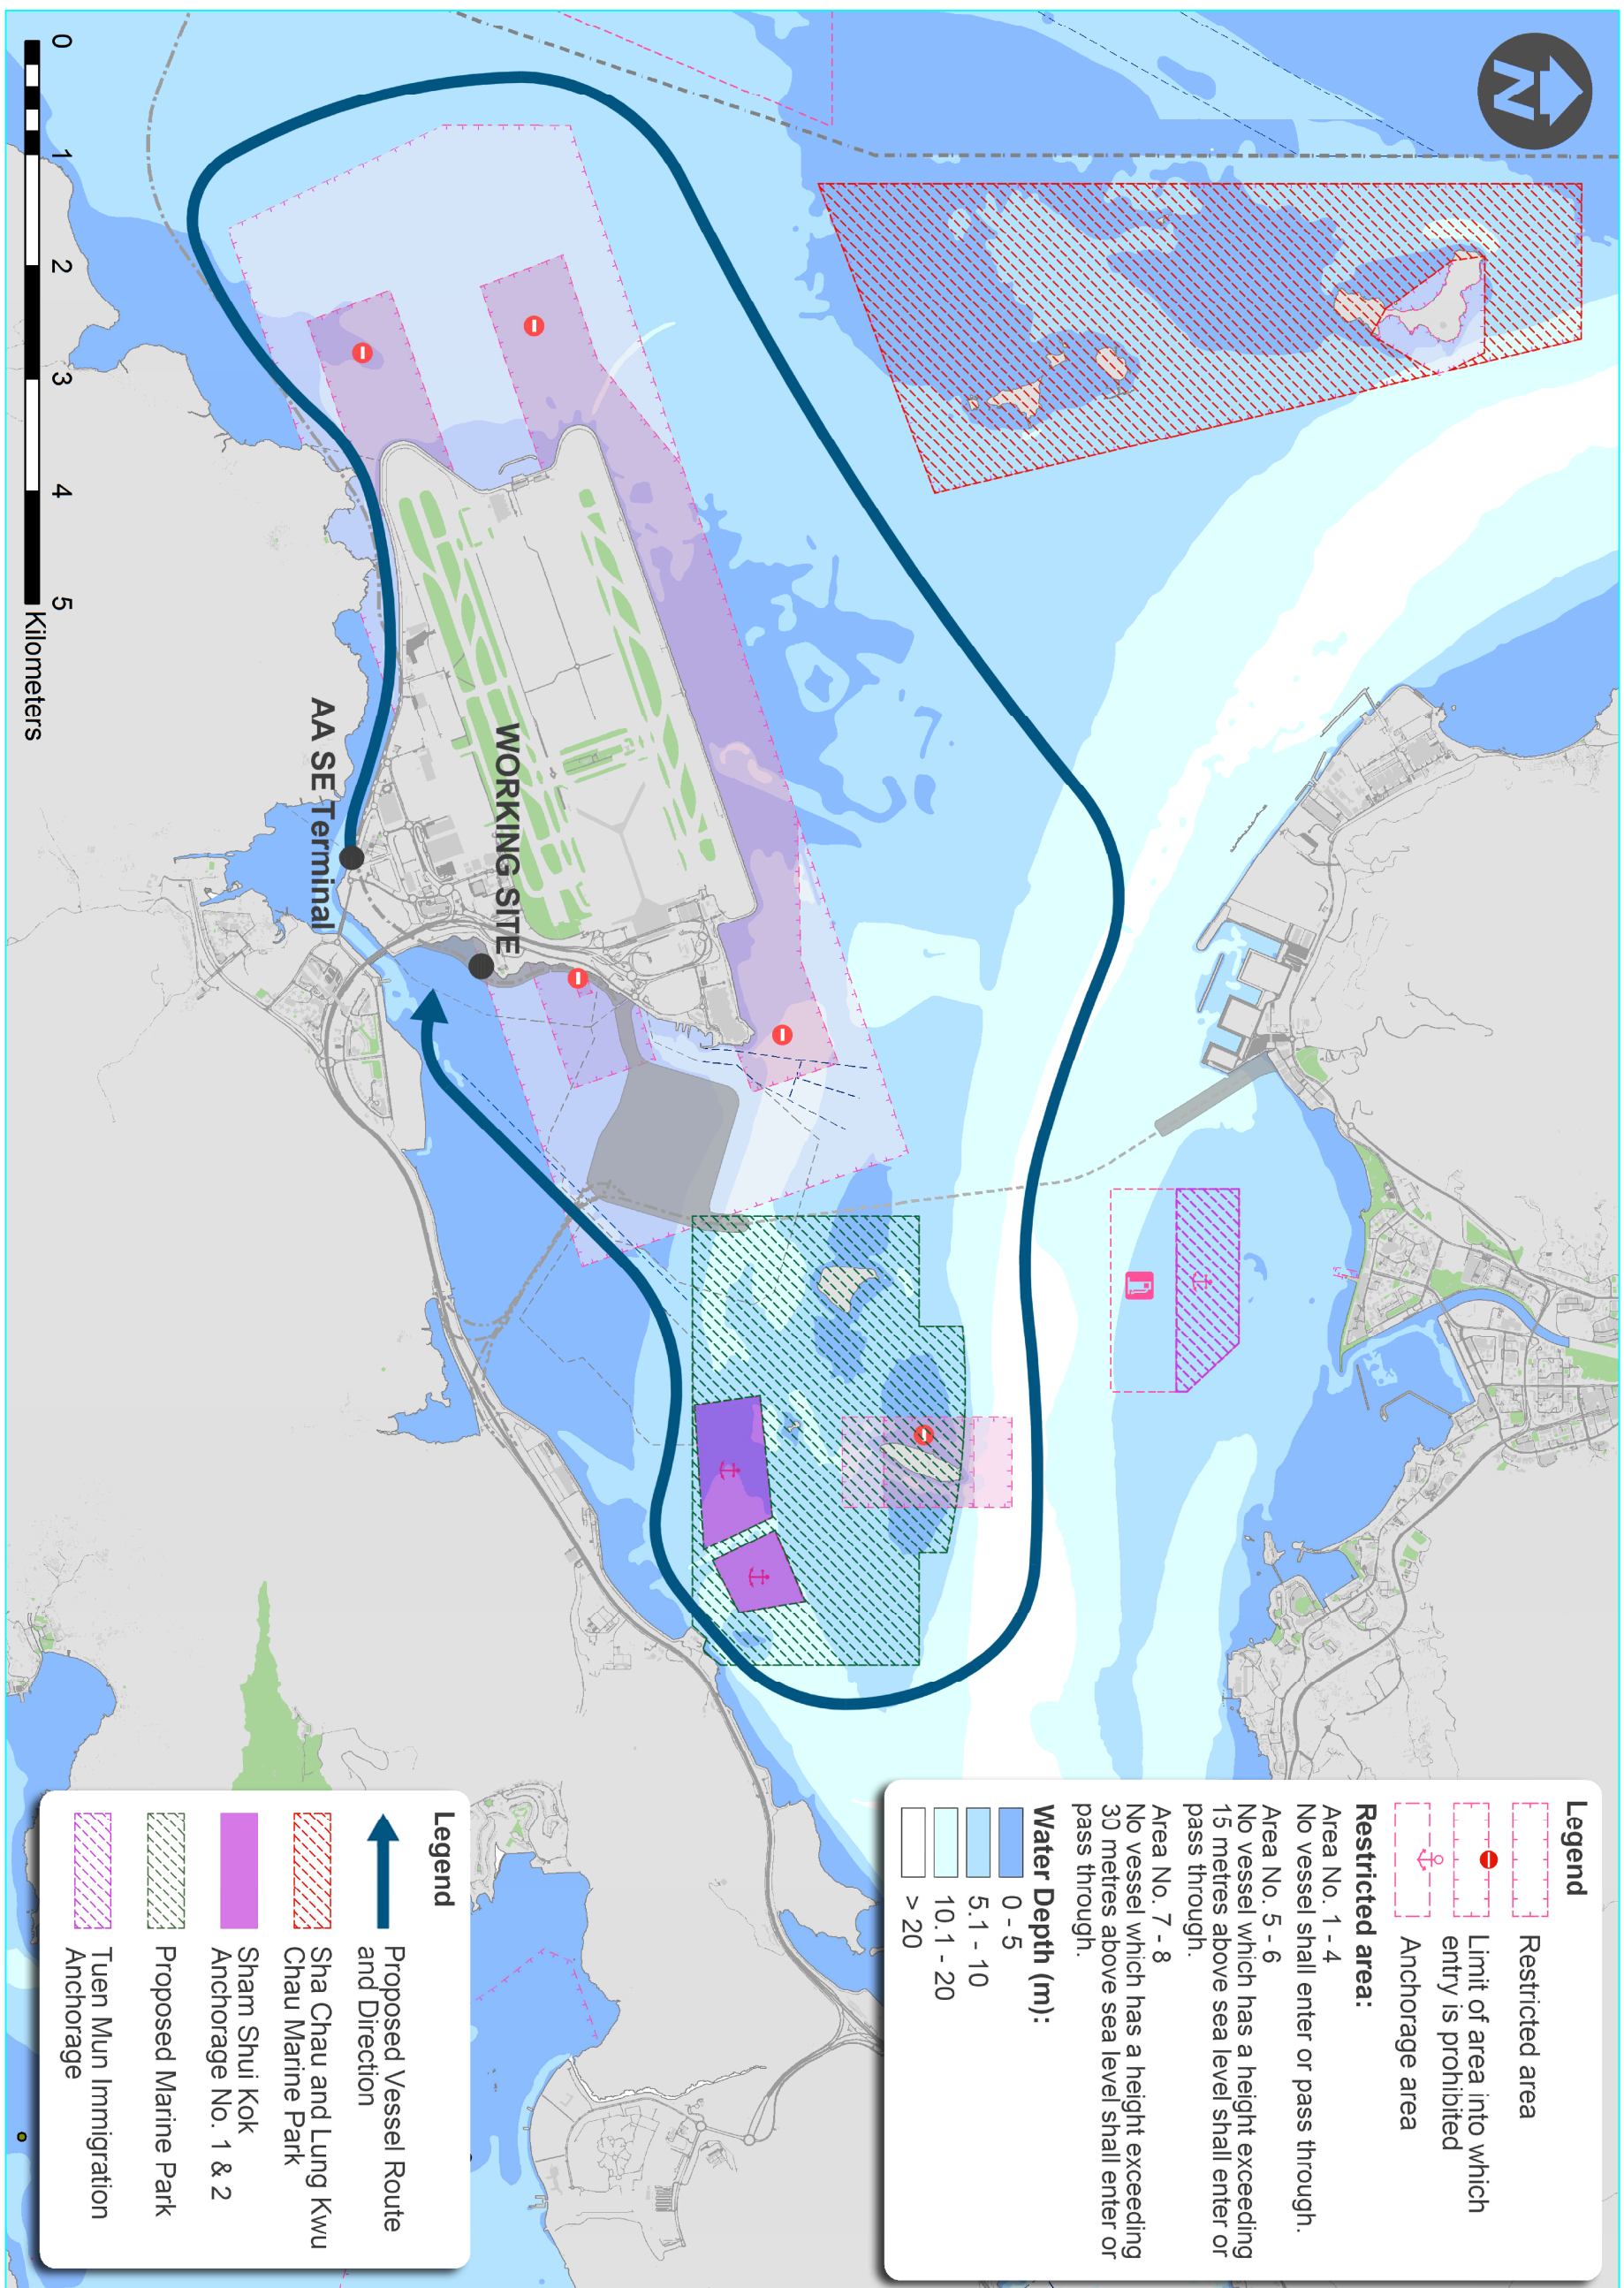 N
Legend
Restricted area
Limit of area into which
entry is prohibited
Anchorage area
Restricted area:
Area No. 1 - 4
No vessel shall enter or pass through.
Area No. 5 - 6
No vessel which has a height exceeding
15 metres above sea level shall enter or
pass through.
Area No. 7 - 8
No vessel which has a height exceeding
30 metres above sea level shall enter or
pass through.
Water Depth (m):
0 - 5
5.1 - 10
10.1 - 20
> 20
WORKING SITE
AA SE Terminal
Legend
Proposed Vessel Route
and Direction
Sha Chau and Lung Kwu
Chau Marine Park
Sham Shui Kok
Anchorage No. 1 & 2
Proposed Marine Park
Tuen Mun Immigration
Anchorage
0 1 2 3 4 5
Kilometers